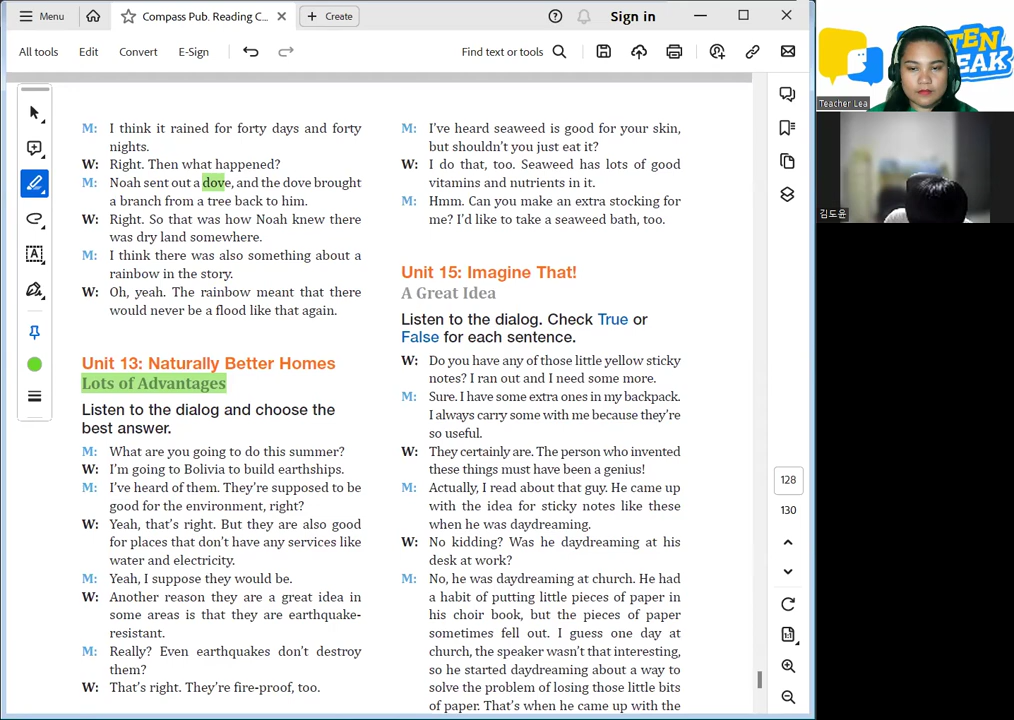 Menu
Compass Pub. Reading C...
Create
Sign in
All tools
Edit
Convert
E-Sign
Find text or tools
M: I think it rained for forty days and forty
nights.
W: Right. Then what happened?
M: Noah sent out a dove, and the dove brought
a branch from a tree back to him.
W: Right. So that was how Noah knew there
was dry land somewhere.
M: I think there was also something about a
rainbow in the story.
W: Oh, yeah. The rainbow meant that there
would never be a flood like that again.
Unit 13: Naturally Better Homes
Lots of Advantages
Listen to the dialog and choose the
best answer.
M: What are you going to do this summer?
W: I'm going to Bolivia to build earthships.
M: I've heard of them. They're supposed to be
good for the environment, right?
W: Yeah, that's right. But they are also good
for places that don't have any services like
water and electricity.
M: Yeah, I suppose they would be.
W: Another reason they are a great idea in
some areas is that they are earthquake-
resistant.
M: Really? Even earthquakes don't destroy
them?
W: That's right. They're fire-proof, too.
M: I've heard seaweed is good for your skin,
but shouldn't you just eat it?
W: I do that, too. Seaweed has lots of good
vitamins and nutrients in it.
M: Hmm. Can you make an extra stocking for
me? I'd like to take a seaweed bath, too.
Unit 15: Imagine That!
A Great Idea
Listen to the dialog. Check True or
False for each sentence.
W: Do you have any of those little yellow sticky
notes? I ran out and I need some more.
M: Sure. I have some extra ones in my backpack.
I always carry some with me because they're
so useful.
W: They certainly are. The person who invented
these things must have been a genius!
M: Actually, I read about that guy. He came up
with the idea for sticky notes like these
when he was daydreaming.
W: No kidding? Was he daydreaming at his
desk at work?
M: No, he was daydreaming at church. He had
a habit of putting little pieces of paper in
his choir book, but the pieces of paper
sometimes fell out. I guess one day at
church, the speaker wasn't that interesting,
so he started daydreaming about a way to
solve the problem of losing those little bits
of paper. That's when he came up with the
128
130
Teacher Lea
김도윤